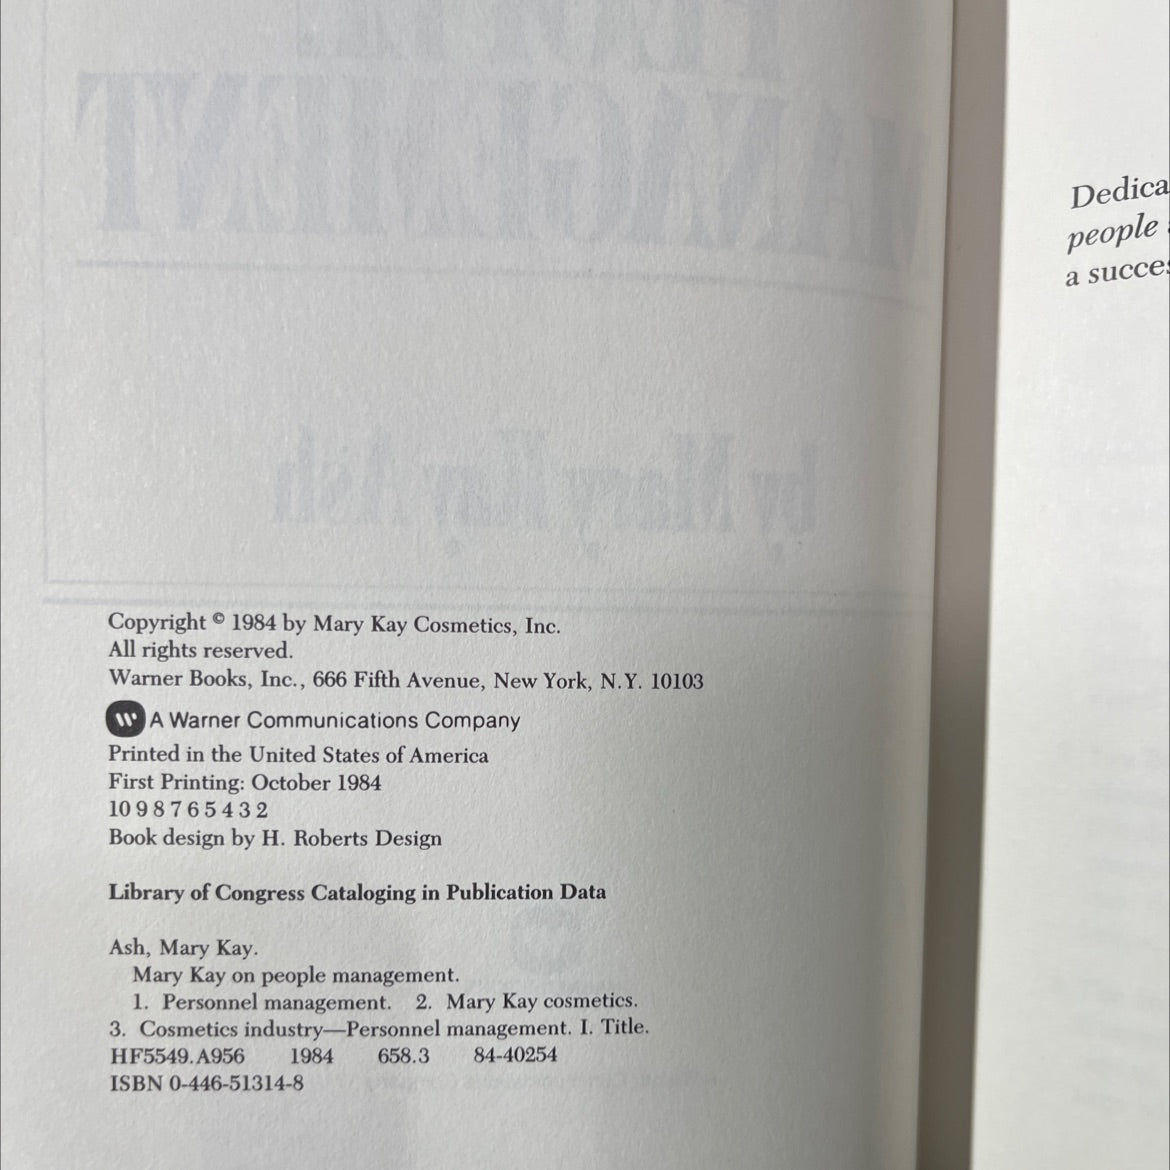 Copyright © 1984 by Mary Kay Cosmetics, Inc.
All rights reserved.
Warner Books, Inc., 666 Fifth Avenue, New York, N.Y. 10103
A Warner Communications Company
Printed in the United States of America
First Printing: October 1984
10 9 8 7 6 5 4 3 2
Book design by H. Roberts Design
Library of Congress Cataloging in Publication Data
Ash, Mary Kay.
Mary Kay on people management.
1. Personnel management. 2. Mary Kay cosmetics.
3. Cosmetics industry—Personnel management. I. Title.
HF5549.A956 1984 658.3 84-40254
ISBN 0-446-51314-8
Dedica
people
a succes